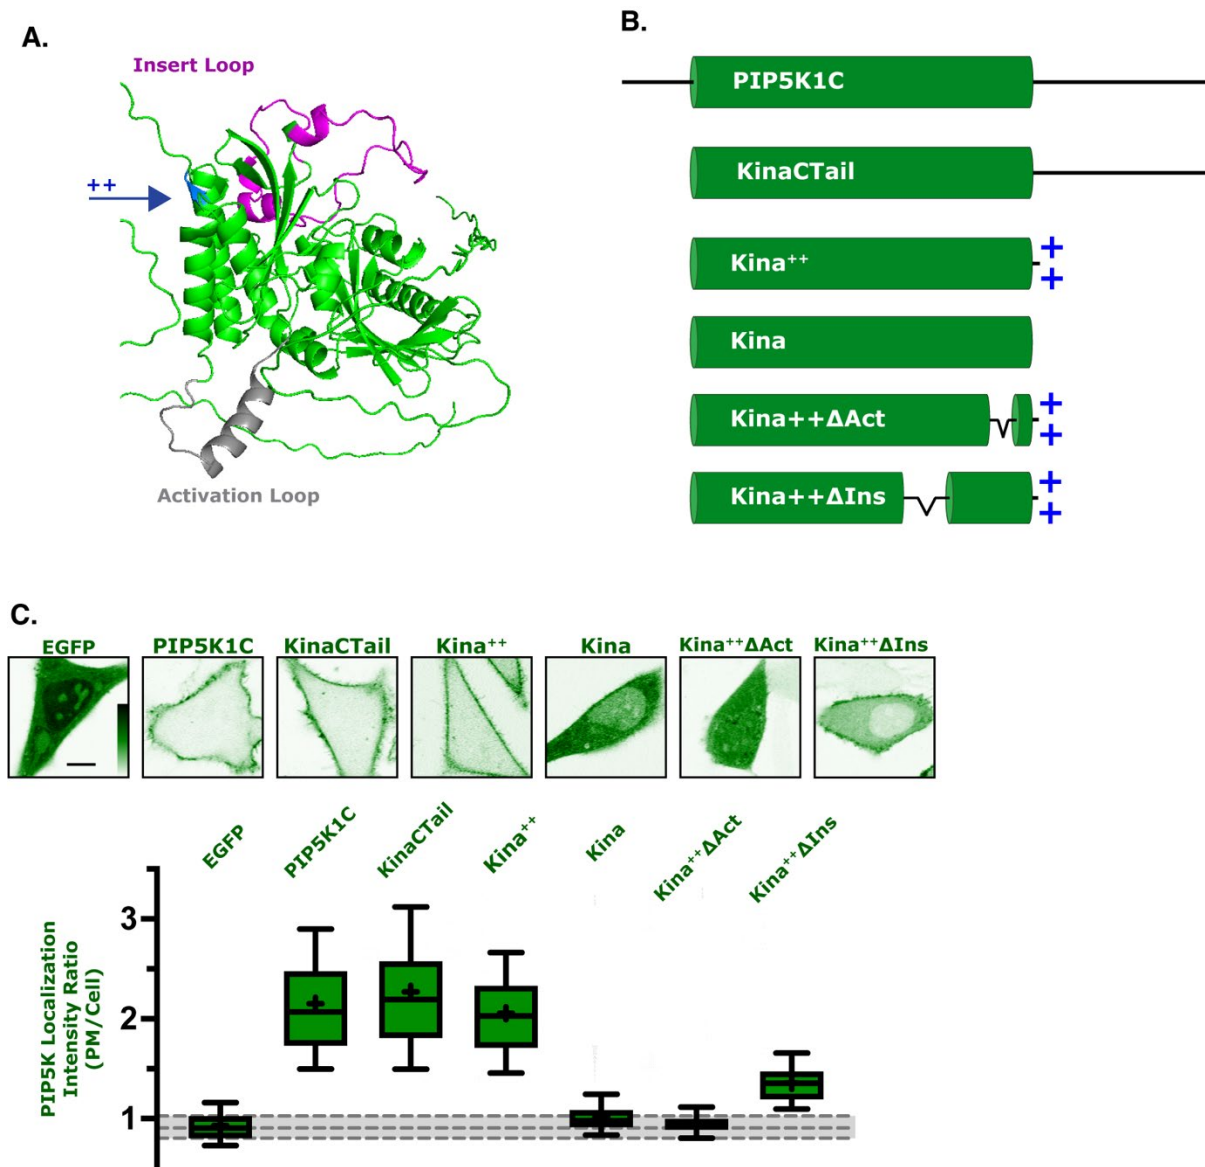 A.
Insert Loop
++
Activation Loop
B.
PIP5K1C
KinaCTail
Kina⁺⁺
++
Kina
Kina++ΔAct
++
Kina++ΔIns
++
C.
EGFP
PIP5K1C
KinaCTail
Kina⁺⁺
Kina
Kina⁺⁺ΔAct
Kina⁺⁺ΔIns
EGFP
PIP5K1C
KinaCTail
Kina⁺⁺
Kina
Kina⁺⁺ΔAct
Kina⁺⁺ΔIns
PIP5K Localization
Intensity Ratio
(PM/Cell)
3
2
1